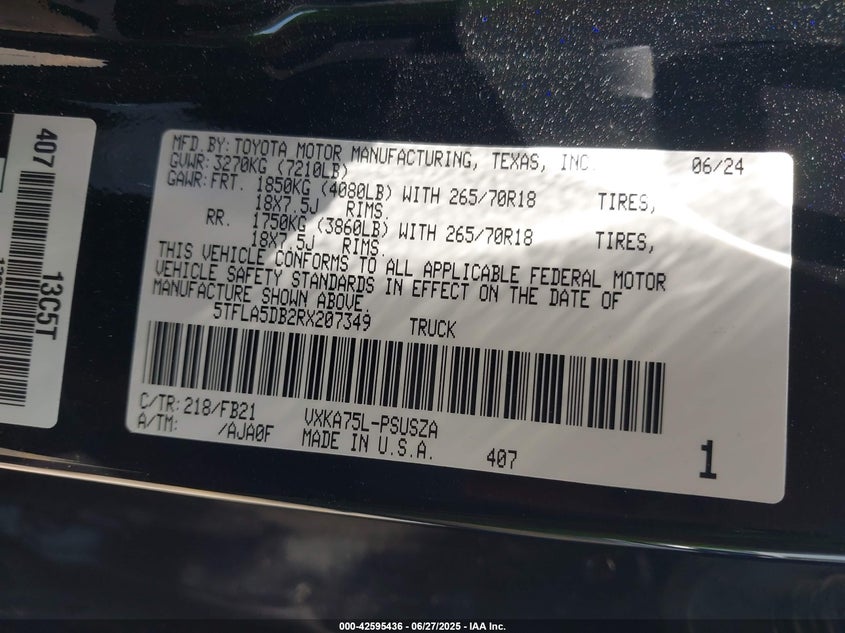 407
13C5T
MFD.BY:TOYOTA MOTOR MANUFACTURING, TEXAS, INC. 06/24
GVWR:3270KG (7210LB)
GAWR:FRT. 1850KG (4080LB) WITH 265/70R18 TIRES,
18X7.5J RIMS.
RR. 1750KG (3860LB) WITH 265/70R18 TIRES,
18X7.5J RIMS.
THIS VEHICLE CONFORMS TO ALL APPLICABLE FEDERAL MOTOR
VEHICLE SAFETY STANDARDS IN EFFECT ON THE DATE OF
MANUFACTURE SHOWN ABOVE.
5TFLA5DB2RX207349 TRUCK
C/TR:218/FB21 VXKA75L-PSUSZA
A/TM: /AJA0F MADE IN U.S.A. 407 1
000-42595436 - 06/27/2025 - IAA Inc.